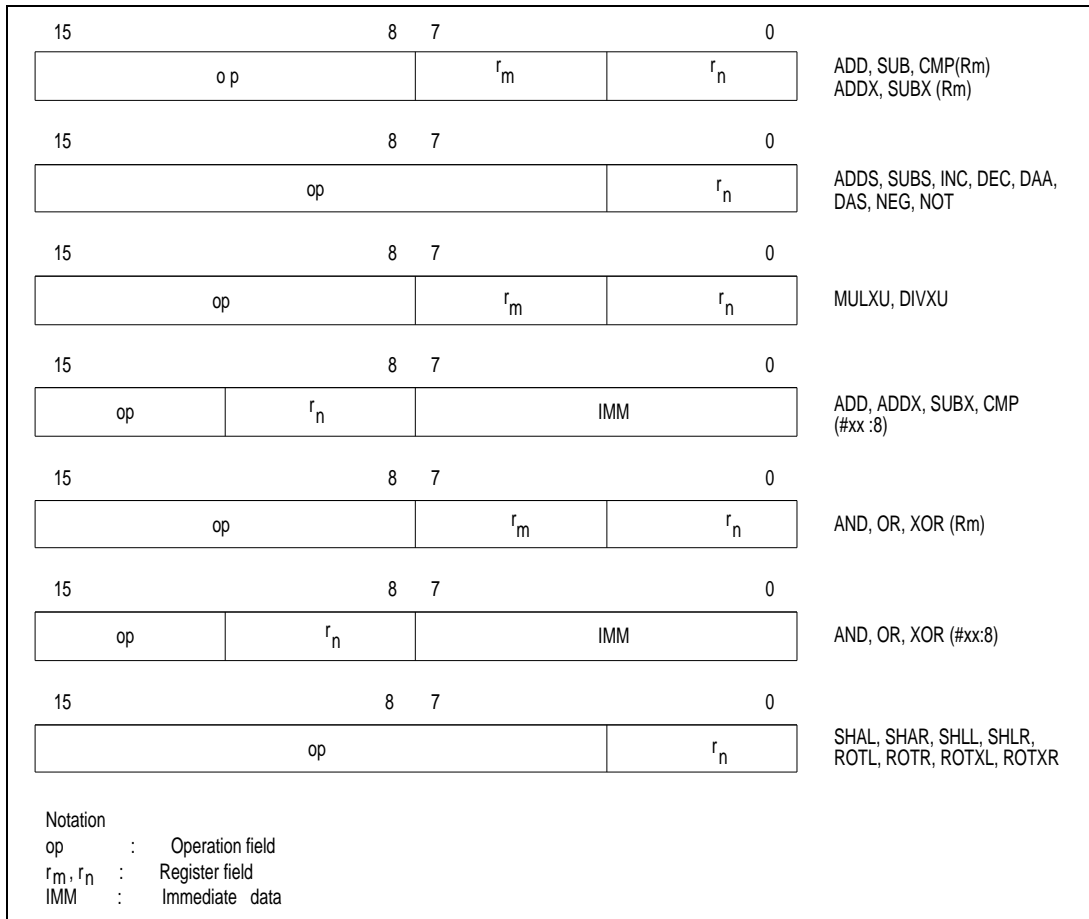 15 8 7 0
o p r m r n ADD, SUB, CMP(Rm)
ADDX, SUBX (Rm)
15 8 7 0
op r n ADDS, SUBS, INC, DEC, DAA,
DAS, NEG, NOT
15 8 7 0
op r m r n MULXU, DIVXU
15 8 7 0
op r n IMM ADD, ADDX, SUBX, CMP
(#xx :8)
15 8 7 0
op r m r n AND, OR, XOR (Rm)
15 8 7 0
op r n IMM AND, OR, XOR (#xx:8)
15 8 7 0
op r n SHAL, SHAR, SHLL, SHLR,
ROTL, ROTR, ROTXL, ROTXR
Notation
op : Operation field
r m , r n : Register field
IMM : Immediate data